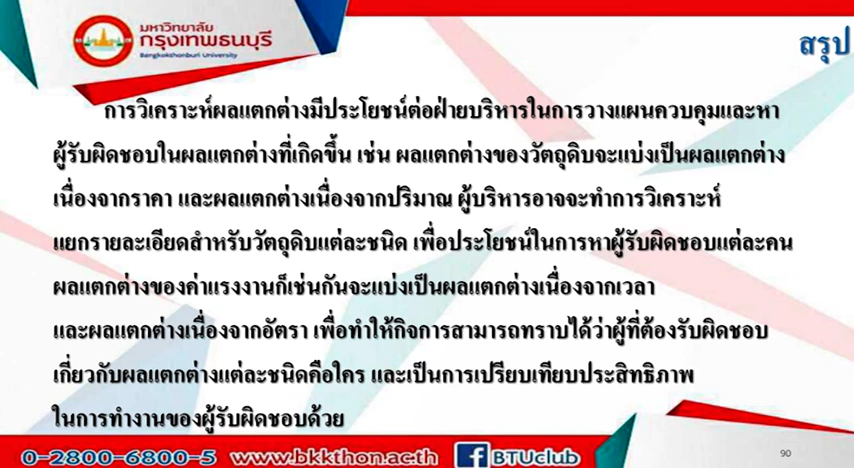 มหาวิทยาลัย
กรุงเทพธนบุรี
Bangkokthonburi University
สรุป
การวิเคราะห์ผลแตกต่างมีประโยชน์ต่อฝ่ายบริหารในการวางแผนควบคุมและหา
ผู้รับผิดชอบในผลแตกต่างที่เกิดขึ้น เช่น ผลแตกต่างของวัตถุดิบจะแบ่งเป็นผลแตกต่าง
เนื่องจากราคา และผลแตกต่างเนื่องจากปริมาณ ผู้บริหารอาจจะทำการวิเคราะห์
แยกรายละเอียดสำหรับวัตถุดิบแต่ละชนิด เพื่อประโยชน์ในการหาผู้รับผิดชอบแต่ละคน
ผลแตกต่างของค่าแรงงานก็เช่นกันจะแบ่งเป็นผลแตกต่างเนื่องจากเวลา
และผลแตกต่างเนื่องจากอัตรา เพื่อทำให้กิจการสามารถทราบได้ว่าผู้ที่ต้องรับผิดชอบ
เกี่ยวกับผลแตกต่างแต่ละชนิดคือใคร และเป็นการเปรียบเทียบประสิทธิภาพ
ในการทำงานของผู้รับผิดชอบด้วย
0-2800-6800-5 www.bkkthon.ac.th f BTUclub
90